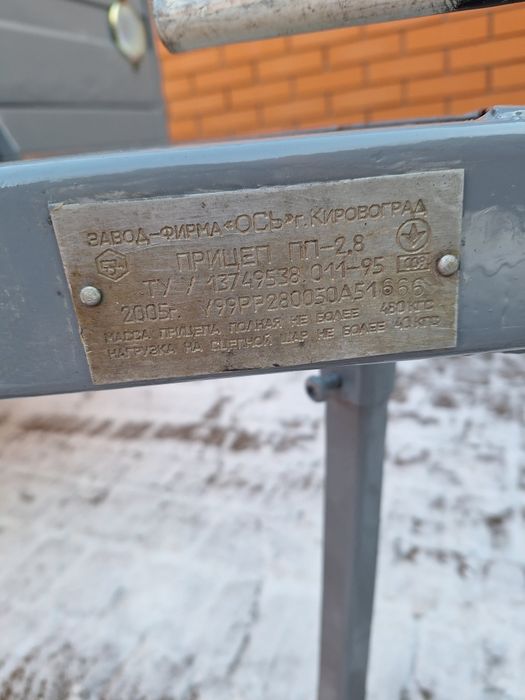 ЗАВОД-ФИРМА «ОСЬ» г. КИРОВОГРАД
ПРИЦЕП ПП-2,8
ТУ У 13749538.011-95
2005г. Y99PP280050A51666
МАССА ПРИЦЕПА ПОЛНАЯ НЕ БОЛЕЕ 450 КГС
НАГРУЗКА НА СЦЕПНОЙ ШАР НЕ БОЛЕЕ 40 КГС